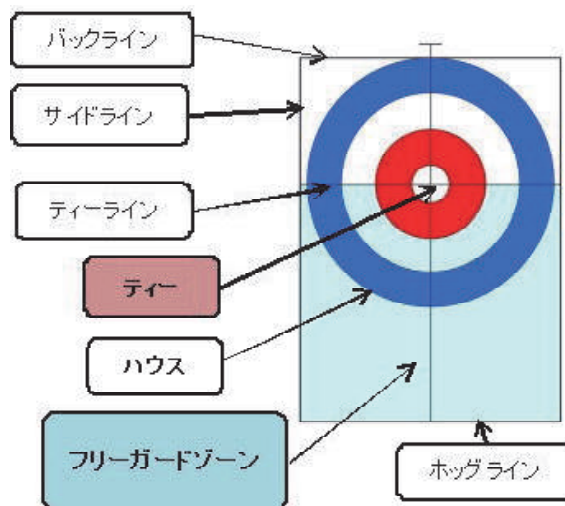 バックライン
サイドライン
ティーライン
ティー
ハウス
フリーガードゾーン
ホッグライン